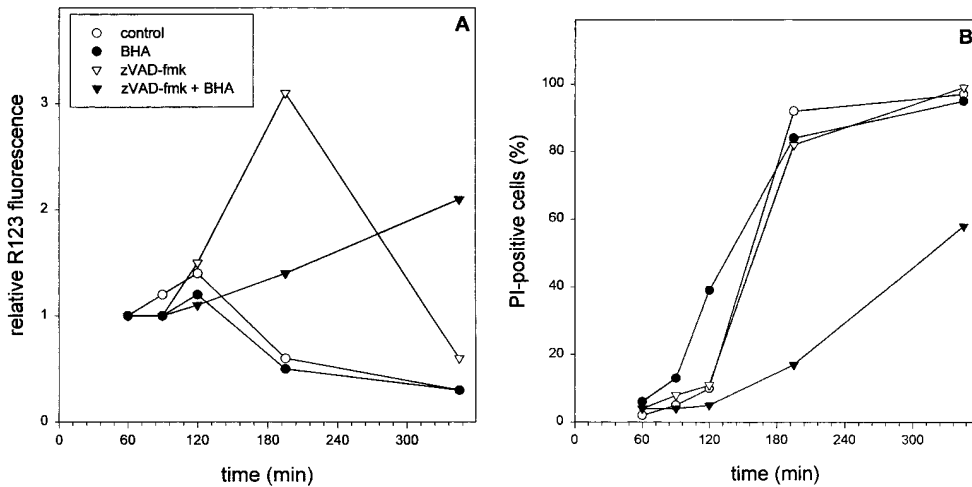 A
control
BHA
zVAD-fmk
zVAD-fmk + BHA
relative R123 fluorescence
3
2
1
0
0 60 120 180 240 300
time (min)
B
PI-positive cells (%)
100
80
60
40
20
0
0 60 120 180 240 300
time (min)